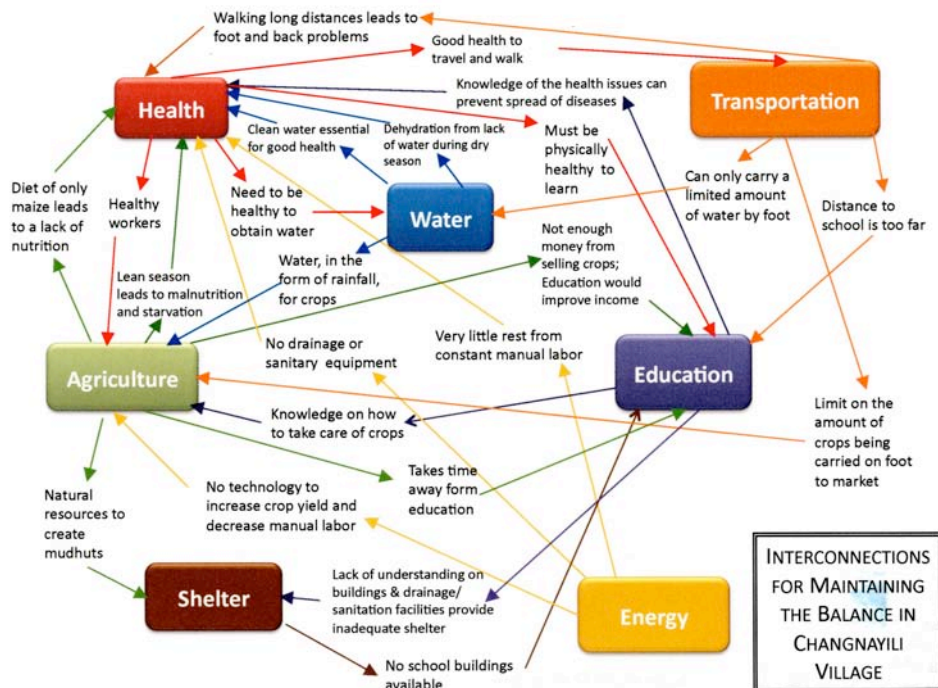 Walking long distances leads to
foot and back problems
Good health to
travel and walk
Health
Knowledge of the health issues can
prevent spread of diseases
Transportation
Clean water essential
for good health
Dehydration from lack
of water during dry
season
Must be
physically
healthy to
learn
Diet of only
maize leads
to a lack of
nutrition
Healthy
workers
Need to be
healthy to
obtain water
Water
Can only carry a
limited amount
of water by foot
Distance to
school is too
far
Lean season
leads to malnutrition
and starvation
Water, in the
form of rainfall,
for crops
Not enough
money from
selling crops;
Education would
improve income
Agriculture
No drainage or
sanitary equipment
Very little rest from
constant manual labor
Education
Knowledge on how
to take care of crops
Limit on the
amount of
crops being
carried on foot
to market
Natural
resources to
create
mudhuts
No technology to
increase crop yield and
decrease manual labor
Takes time
away form
education
Shelter
Lack of understanding on
buildings & drainage/
sanitation facilities provide
inadequate shelter
Energy
No school buildings
available
INTERCONNECTIONS
FOR MAINTAINING
THE BALANCE IN
CHANGNAYILI
VILLAGE